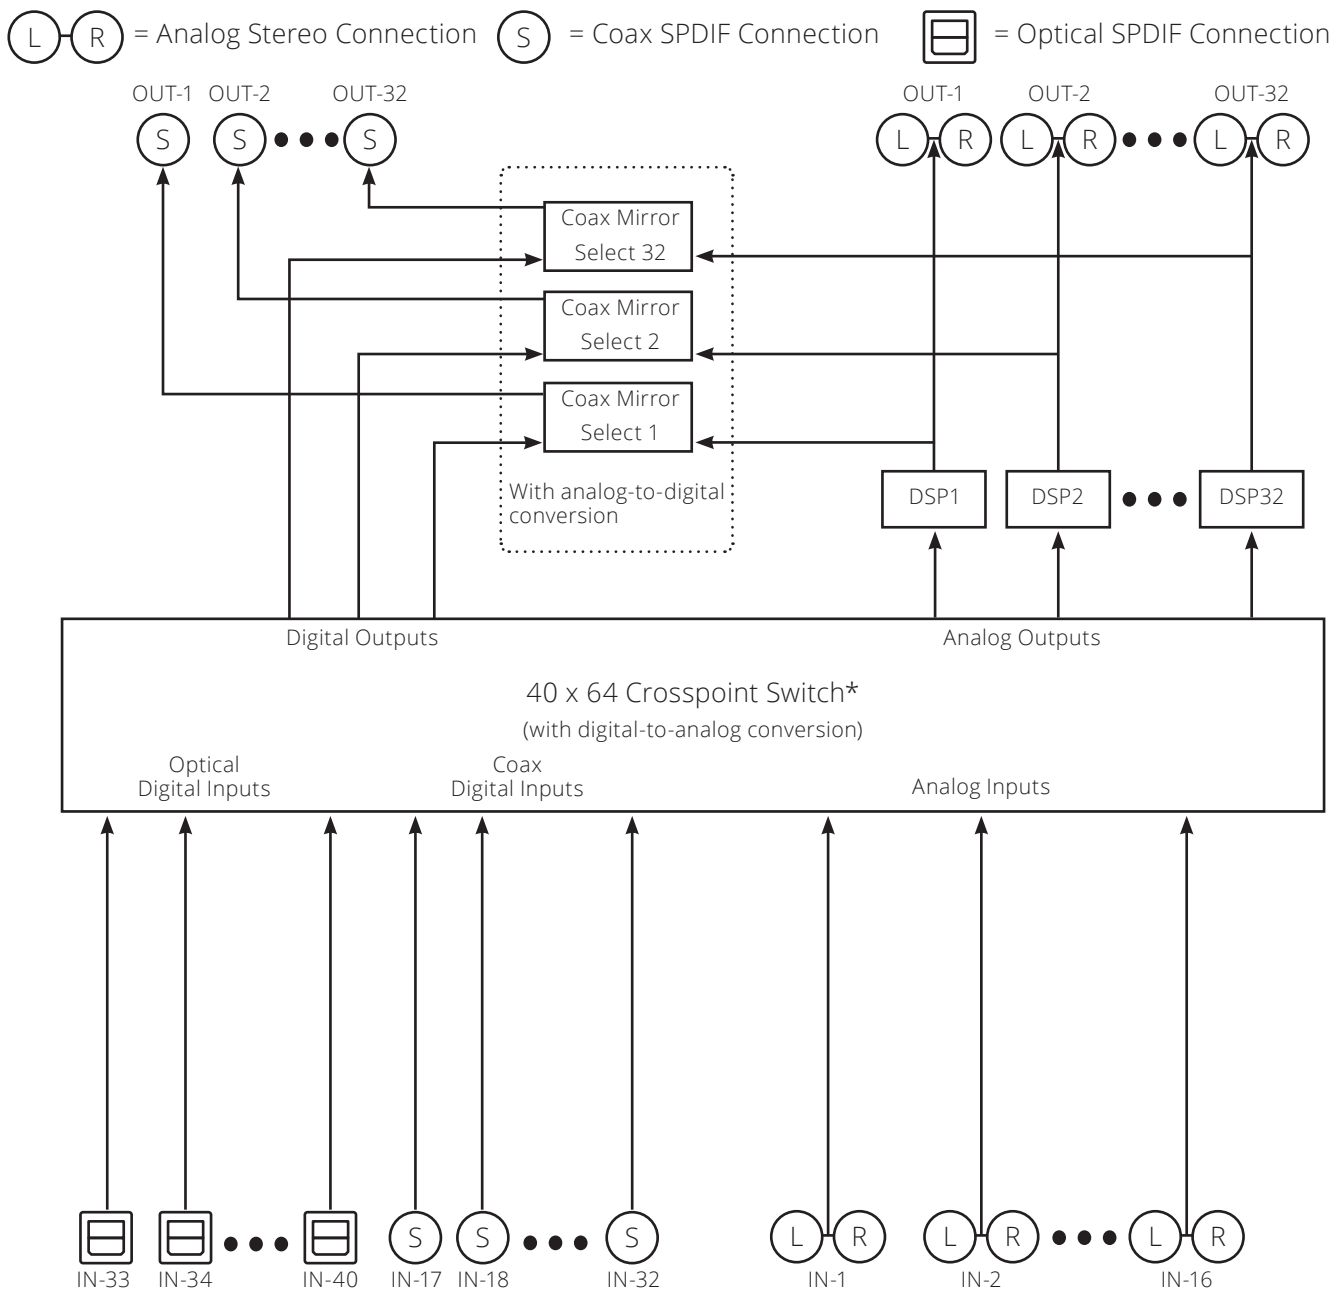 L R = Analog Stereo Connection S = Coax SPDIF Connection = Optical SPDIF Connection
OUT-1 OUT-2 OUT-32 OUT-1 OUT-2 OUT-32
S S S L R L R L R
Coax Mirror
Select 32
Coax Mirror
Select 2
Coax Mirror
Select 1
With analog-to-digital
conversion
DSP1 DSP2 DSP32
Digital Outputs Analog Outputs
40 x 64 Crosspoint Switch*
(with digital-to-analog conversion)
Optical
Digital Inputs
Coax
Digital Inputs
Analog Inputs
S S S L R L R L R
IN-33 IN-34 IN-40 IN-17 IN-18 IN-32 IN-1 IN-2 IN-16